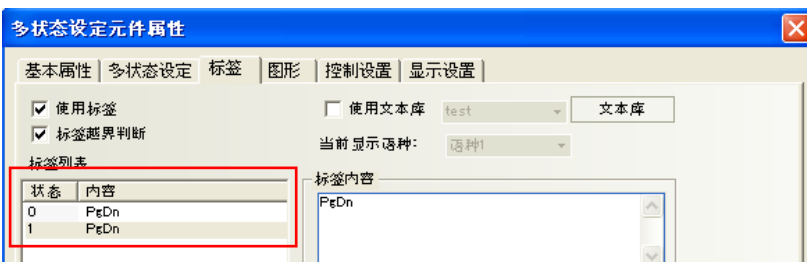 多状态设定元件属性
基本属性 多状态设定 标签 图形 控制设置 显示设置
使用标签
使用文本库 test 文本库
标签越界判断
当前显示语种: 语种1
标签列表
标签内容
状态 内容
0 PgDn
1 PgDn
PgDn